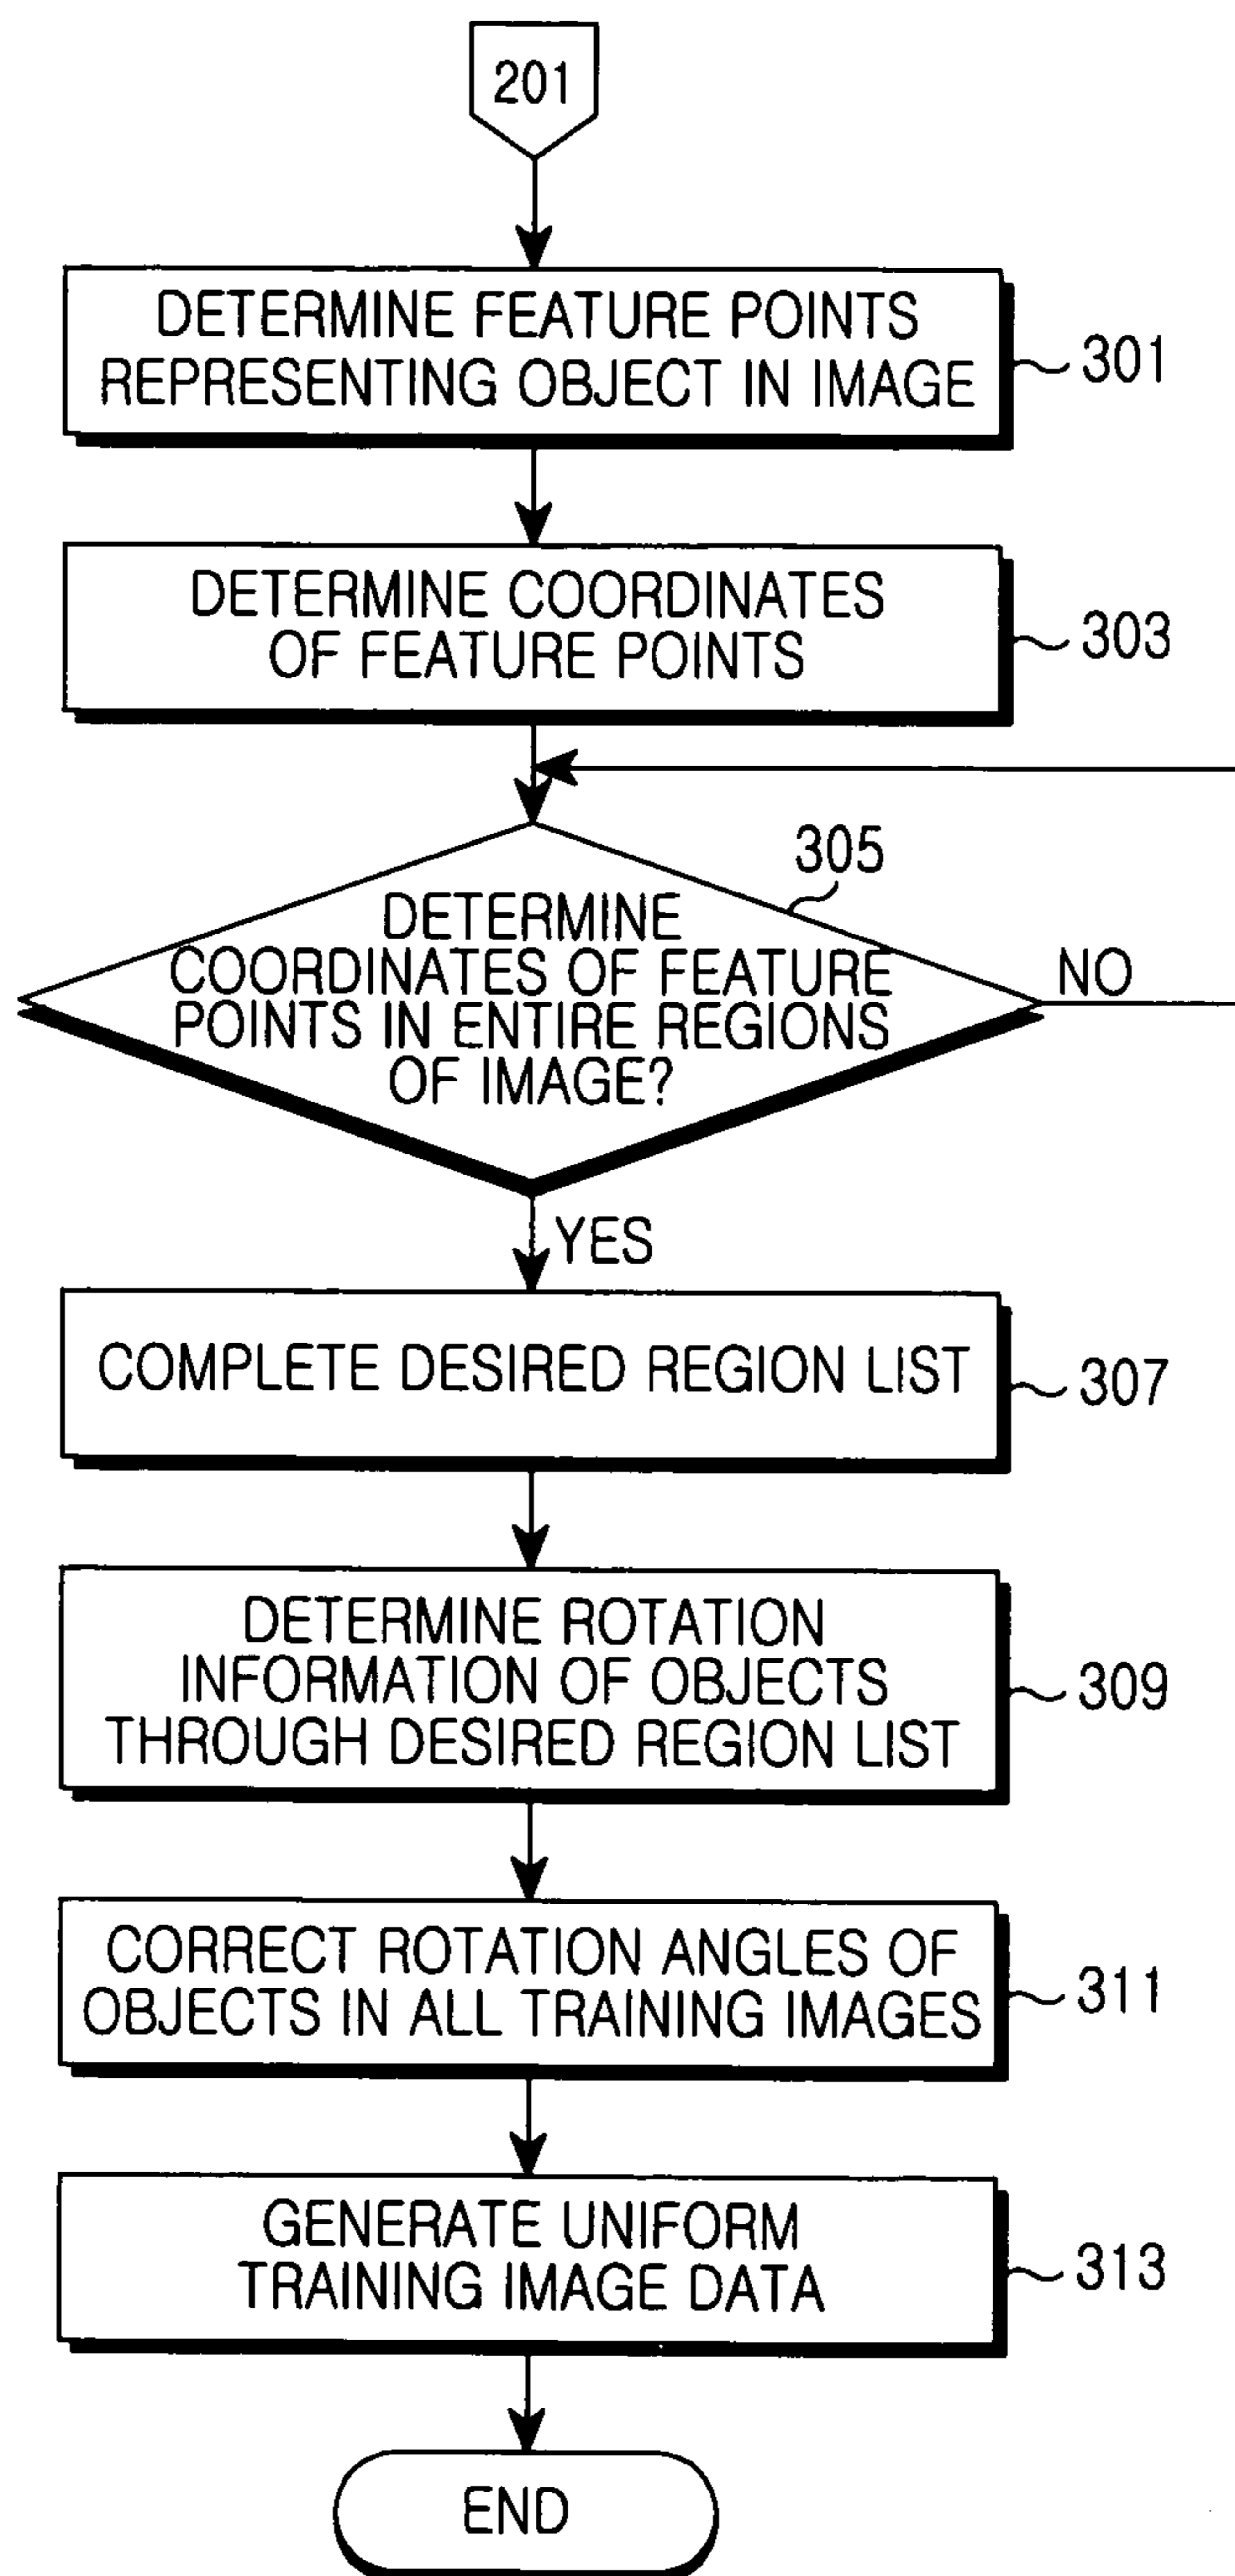 201
DETERMINE FEATURE POINTS
REPRESENTING OBJECT IN IMAGE
301
DETERMINE COORDINATES
OF FEATURE POINTS
303
305
DETERMINE
COORDINATES OF FEATURE
POINTS IN ENTIRE REGIONS
OF IMAGE?
NO
YES
COMPLETE DESIRED REGION LIST
307
DETERMINE ROTATION
INFORMATION OF OBJECTS
THROUGH DESIRED REGION LIST
309
CORRECT ROTATION ANGLES OF
OBJECTS IN ALL TRAINING IMAGES
311
GENERATE UNIFORM
TRAINING IMAGE DATA
313
END